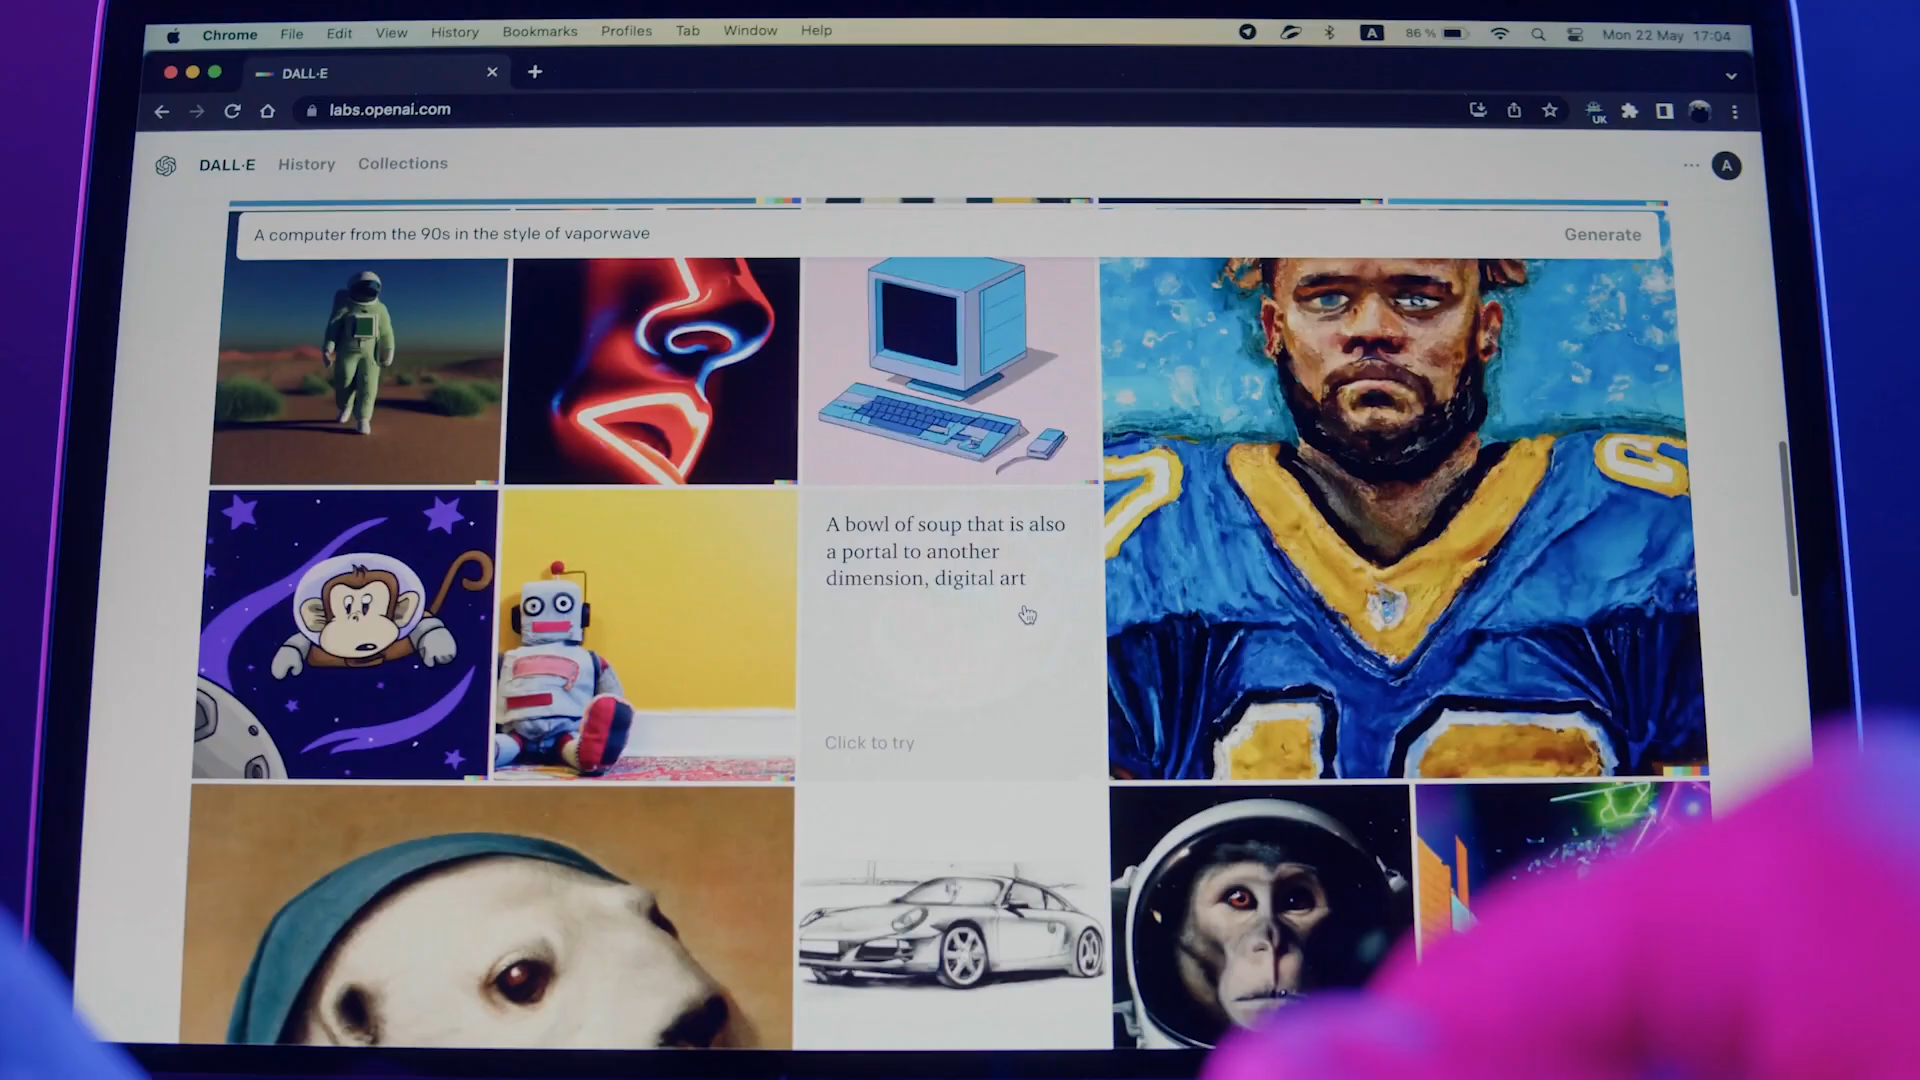 Chrome File Edit View History Bookmarks Profiles Tab Window Help A 86 % Mon 22 May 17:04
DALL·E
labs.openai.com
UK
DALL·E History Collections
A
A computer from the 90s in the style of vaporwave Generate
A bowl of soup that is also
a portal to another
dimension, digital art
Click to try